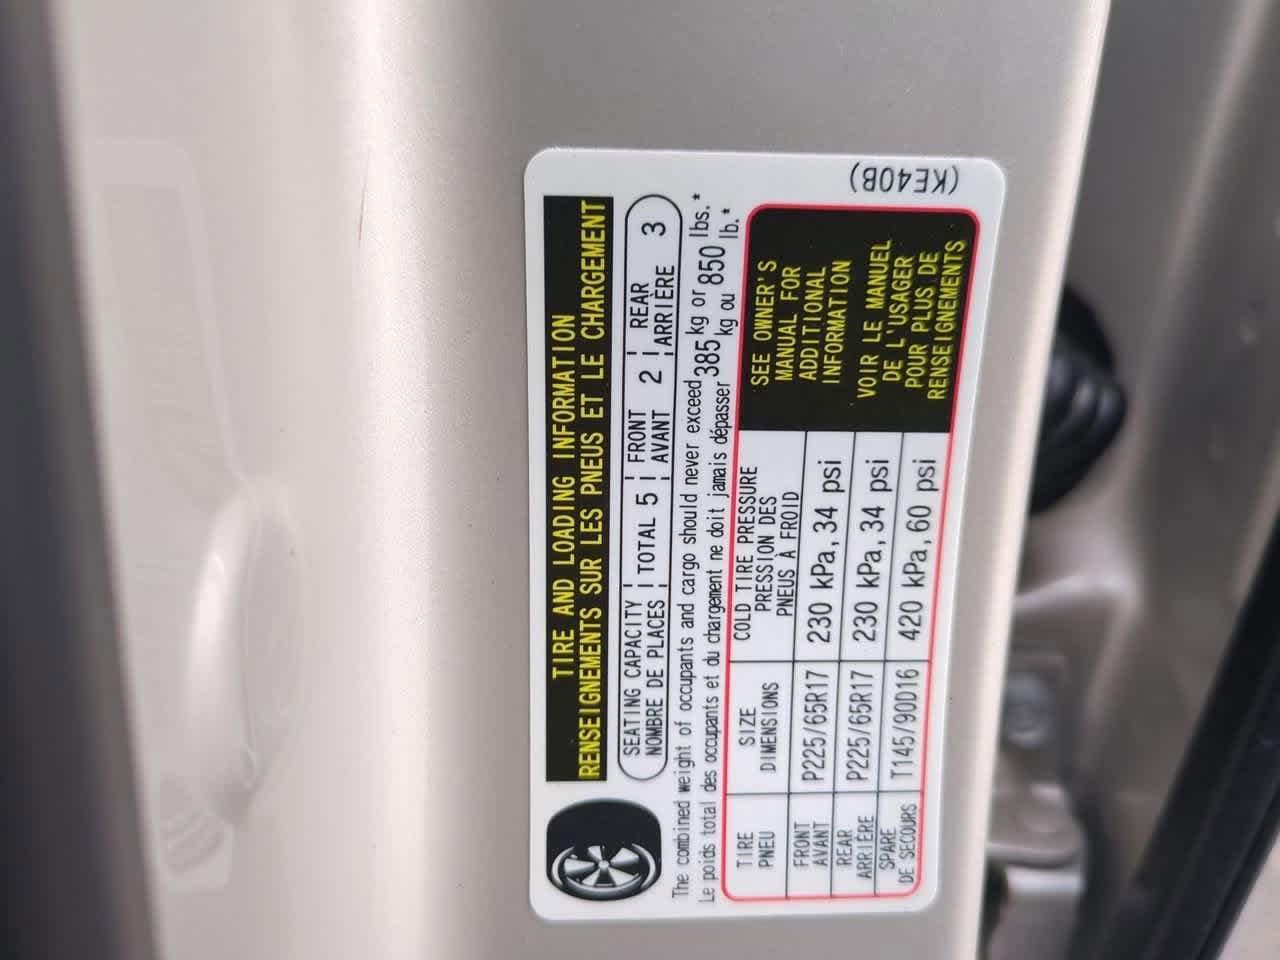 TIRE AND LOADING INFORMATION
RENSEIGNEMENTS SUR LES PNEUS ET LE CHARGEMENT
SEATING CAPACITY TOTAL 5 FRONT 2 REAR 3
NOMBRE DE PLACES AVANT ARRIÈRE
The combined weight of occupants and cargo should never exceed 385 kg or 850 lbs.*
Le poids total des occupants et du chargement ne doit jamais dépasser kg ou lb.*
TIRE SIZE COLD TIRE PRESSURE
PNEU DIMENSIONS PRESSION DES
PNEUS À FROID
FRONT
AVANT P225/65R17 230 kPa, 34 psi
REAR
ARRIÈRE P225/65R17 230 kPa, 34 psi
SPARE
DE SECOURS T145/90D16 420 kPa, 60 psi
SEE OWNER'S
MANUAL FOR
ADDITIONAL
INFORMATION
VOIR LE MANUEL
DE L'USAGER
POUR PLUS DE
RENSEIGNEMENTS
(KE40B)